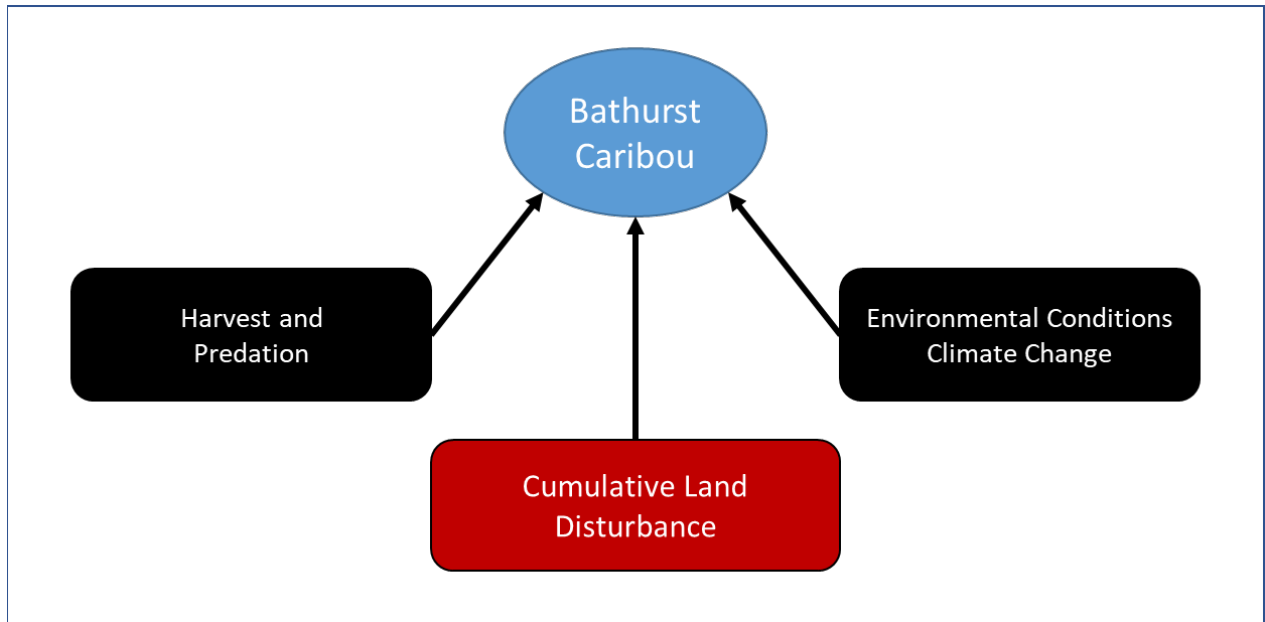 Bathurst
Caribou
Harvest and
Predation
Environmental Conditions
Climate Change
Cumulative Land
Disturbance